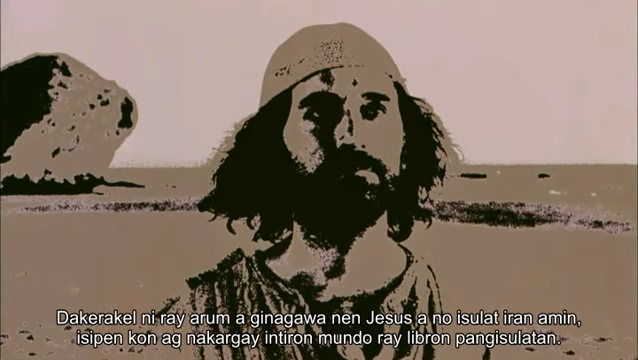 Dakerakel ni ray arum a ginagawa nen Jesus a no isulat iran amin,
isipen kon ag nakargay intiron mundo ray libron pangisulatan.